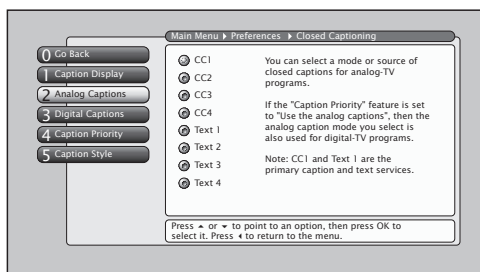 Main Menu ▸ Preferences ▸ Closed Captioning
0 Go Back
1 Caption Display
2 Analog Captions
3 Digital Captions
4 Caption Priority
5 Caption Style
CC1
CC2
CC3
CC4
Text 1
Text 2
Text 3
Text 4
You can select a mode or source of
closed captions for analog-TV
programs.
If the "Caption Priority" feature is set
to "Use the analog captions", then the
analog caption mode you select is
also used for digital-TV programs.
Note: CC1 and Text 1 are the
primary caption and text services.
Press ▴ or ▾ to point to an option, then press OK to
select it. Press ◂ to return to the menu.